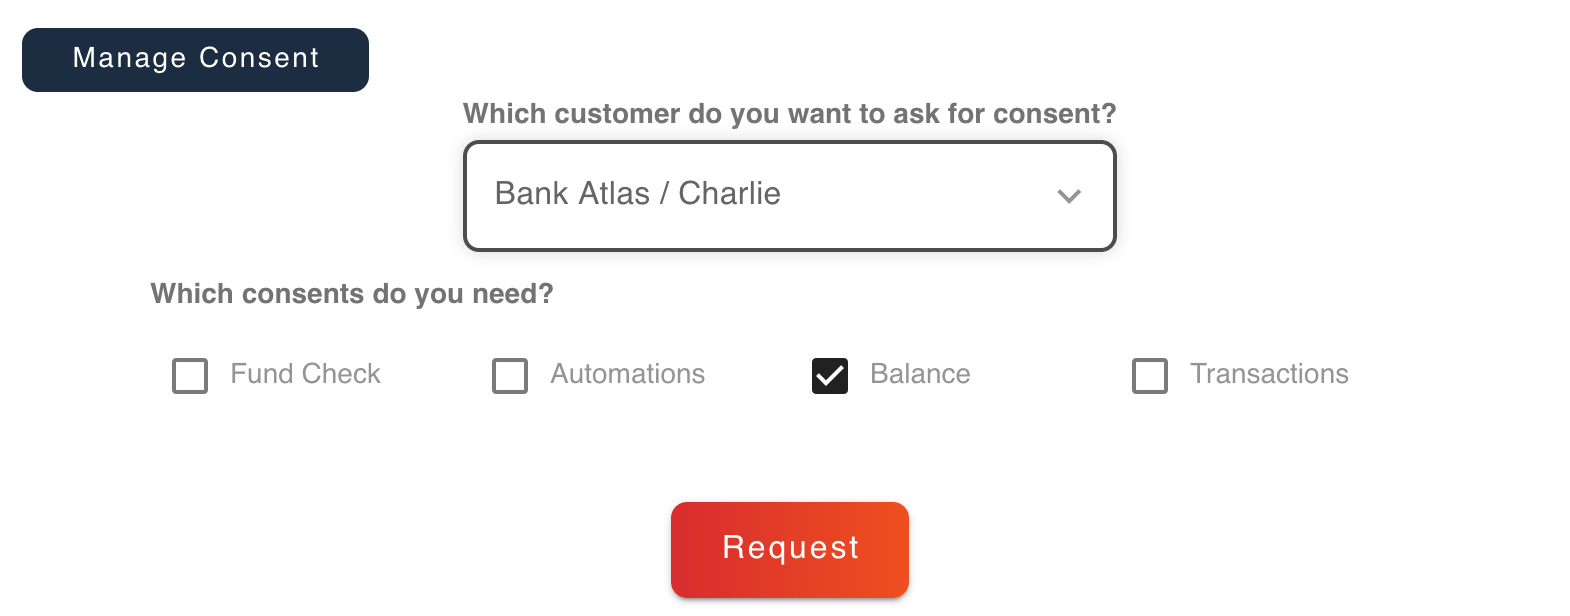 Manage Consent
Which customer do you want to ask for consent?
Bank Atlas / Charlie
Which consents do you need?
Fund Check Automations Balance Transactions
Request